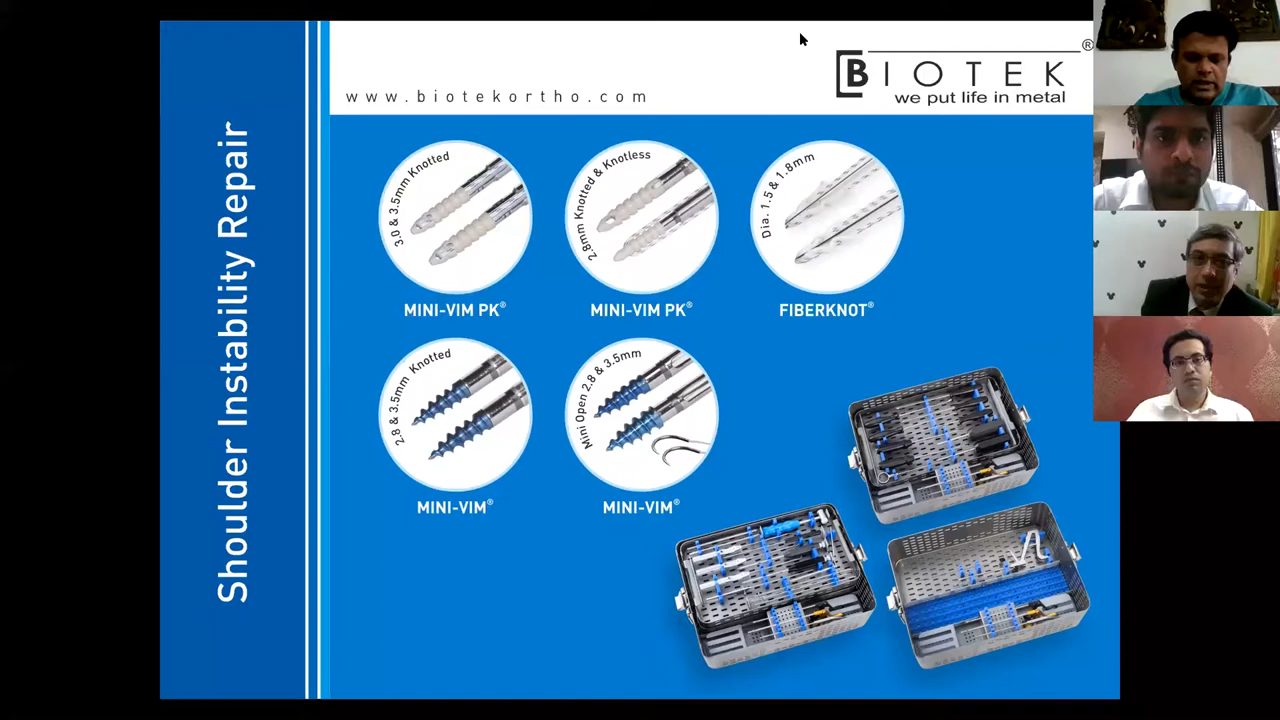 Shoulder Instability Repair
www.biotekortho.com
BIOTEK®
we put life in metal
3.0 & 3.5mm Knotted
MINI-VIM PK®
2.8mm Knotted & Knotless
MINI-VIM PK®
Dia. 1.5 & 1.8mm
FIBERKNOT®
2.8 & 3.5mm Knotted
MINI-VIM®
Mini Open 2.8 & 3.5mm
MINI-VIM®